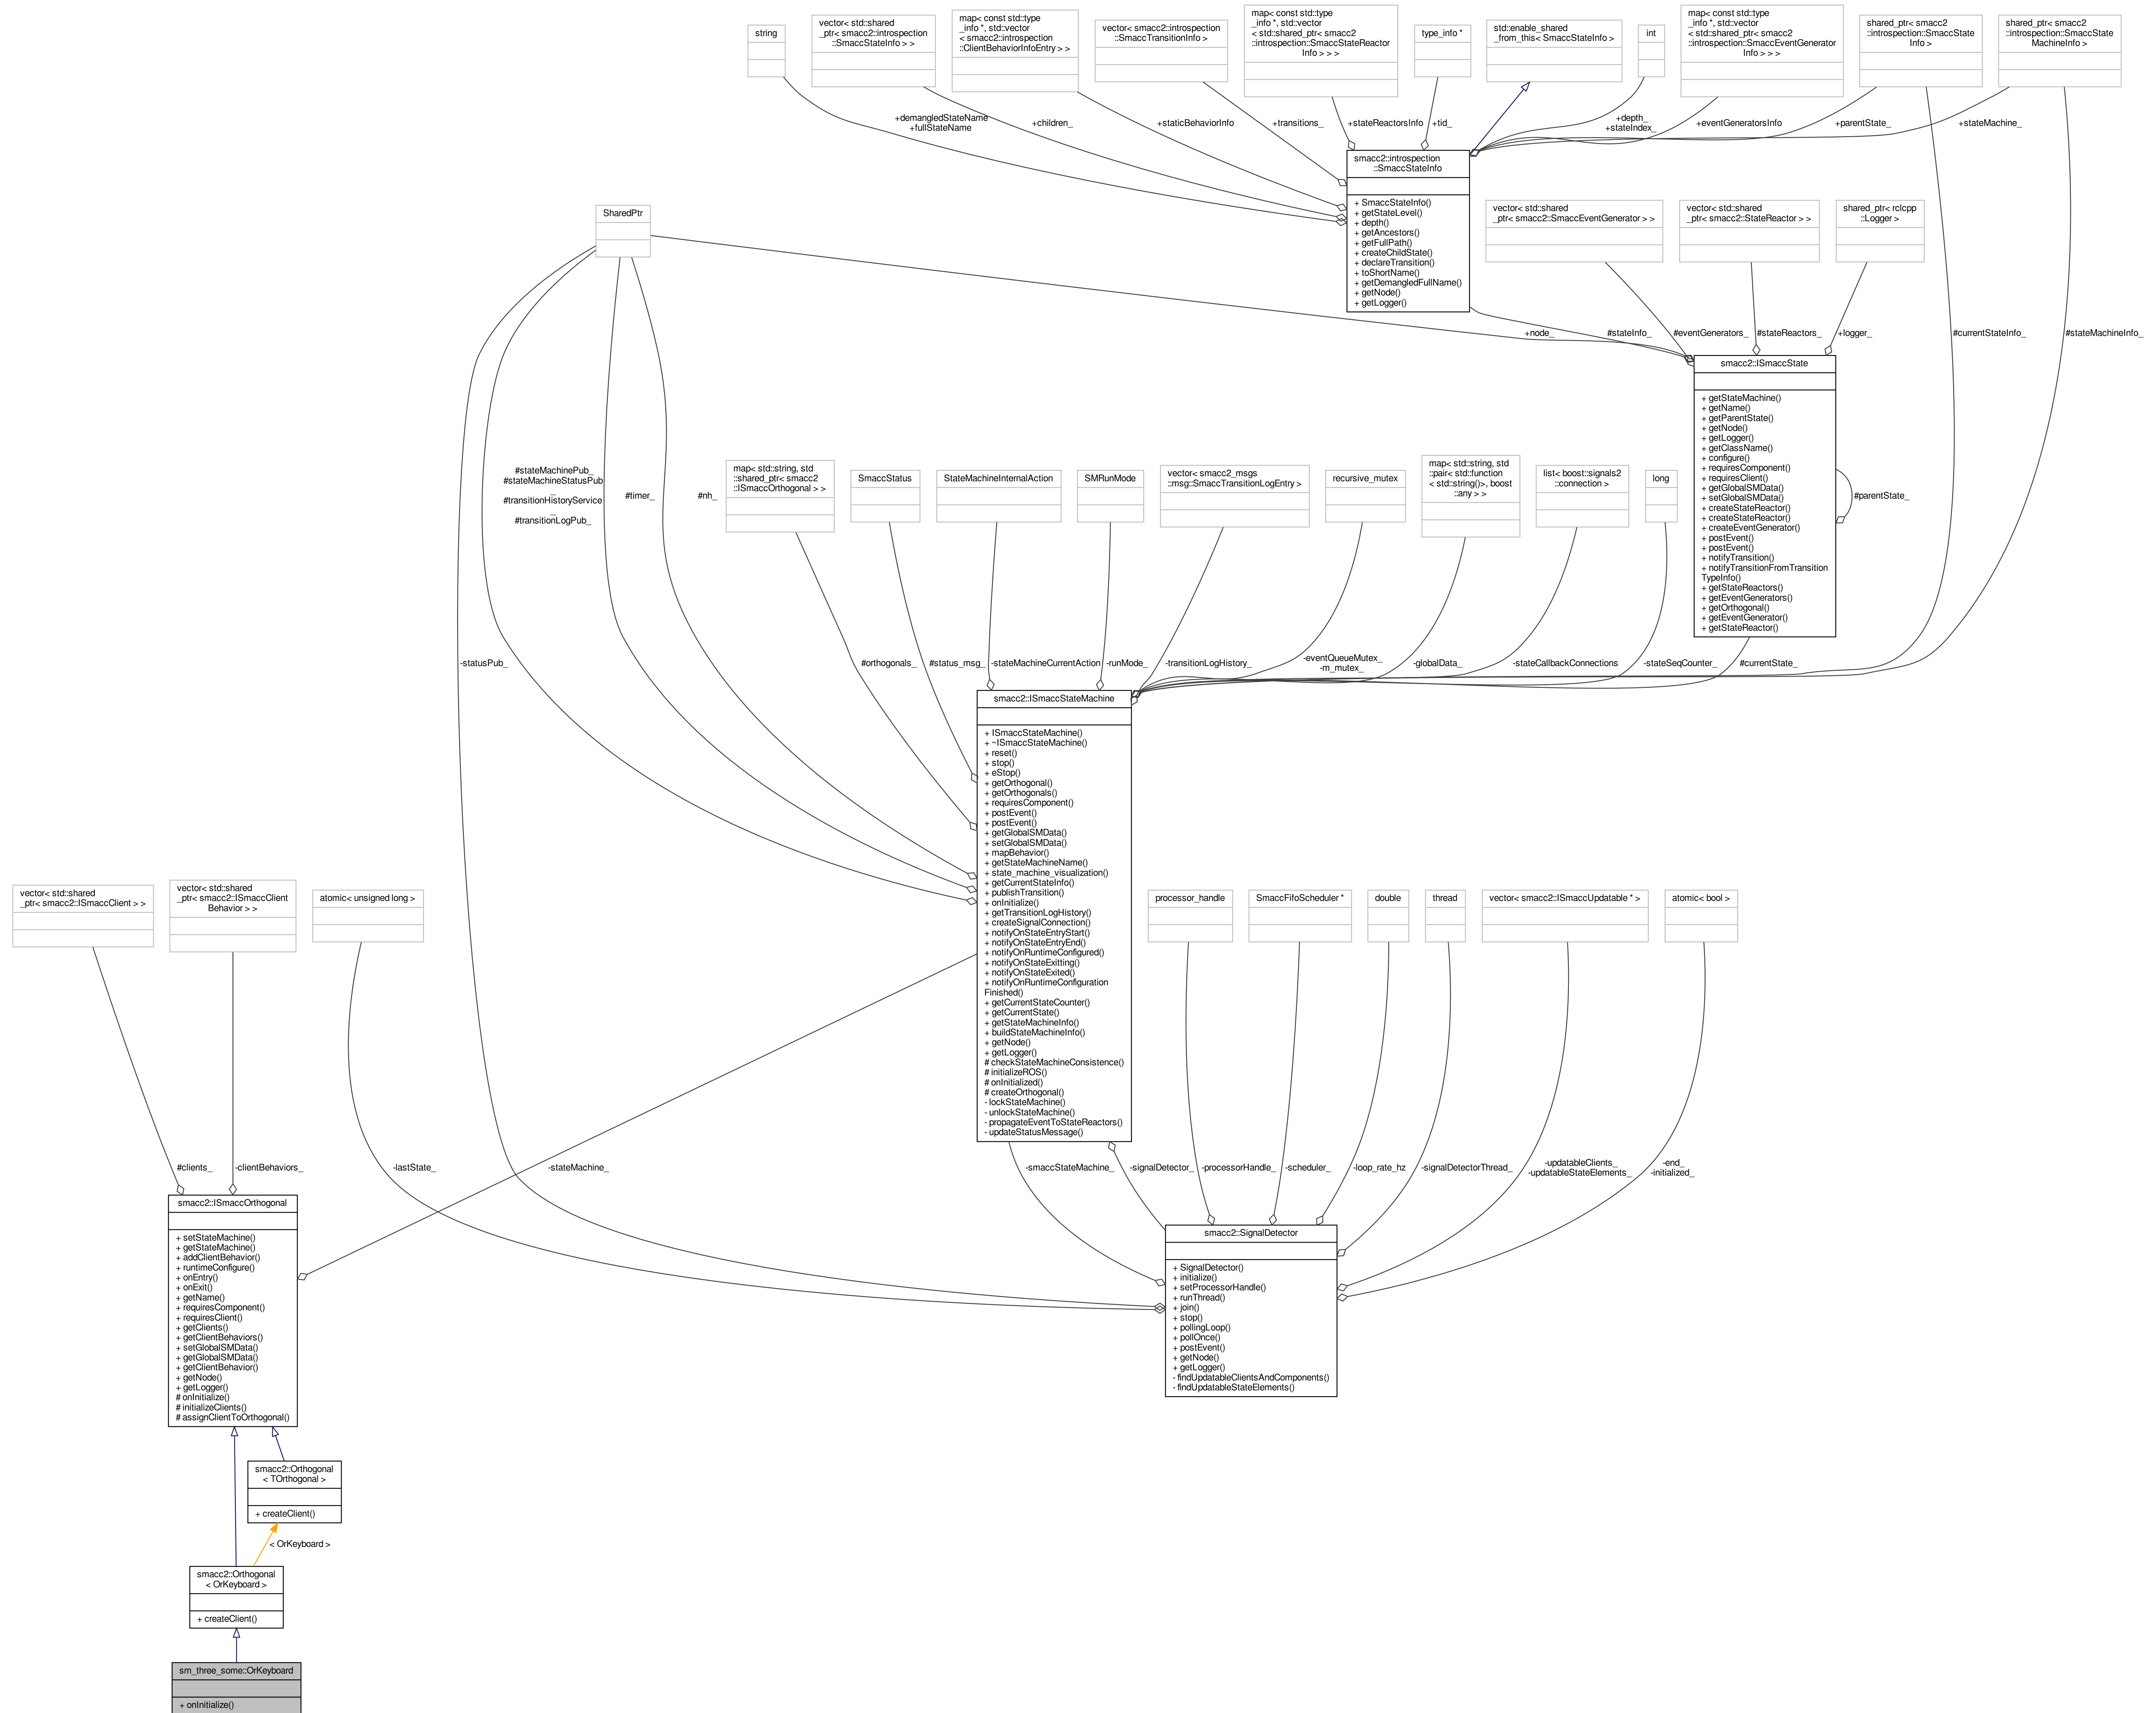 string
vector< std::shared
_ptr< smacc2::introspection
::SmaccStateInfo > >
map< const std::type
_info *, std::vector
< smacc2::introspection
::ClientBehaviorInfoEntry > >
vector< smacc2::introspection
::SmaccTransitionInfo >
map< const std::type
_info *, std::vector
< std::shared_ptr< smacc2
::introspection::SmaccStateReactor
Info > > >
type_info *
std::enable_shared
_from_this< SmaccStateInfo >
int
map< const std::type
_info *, std::vector
< std::shared_ptr< smacc2
::introspection::SmaccEventGenerator
Info > > >
shared_ptr< smacc2
::introspection::SmaccState
Info >
shared_ptr< smacc2
::introspection::SmaccState
MachineInfo >
+demangledStateName
+fullStateName
+children_
+staticBehaviorInfo
+transitions_
+stateReactorsInfo
+tid_
+depth_
+stateIndex_
+eventGeneratorsInfo
+parentState_
+stateMachine_
smacc2::introspection
::SmaccStateInfo
+ SmaccStateInfo()
+ getStateLevel()
+ depth()
+ getAncestors()
+ getFullPath()
+ createChildState()
+ declareTransition()
+ toShortName()
+ getDemangledFullName()
+ getNode()
+ getLogger()
SharedPtr
vector< std::shared
_ptr< smacc2::SmaccEventGenerator > >
vector< std::shared
_ptr< smacc2::StateReactor > >
shared_ptr< rclcpp
::Logger >
+node_
#stateInfo_
#eventGenerators_
#stateReactors_
+logger_
#currentStateInfo_
#stateMachineInfo_
smacc2::ISmaccState
+ getStateMachine()
+ getName()
+ getParentState()
+ getNode()
+ getLogger()
+ getClassName()
+ configure()
+ requiresComponent()
+ requiresClient()
+ getGlobalSMData()
+ setGlobalSMData()
+ createStateReactor()
+ createStateReactor()
+ createEventGenerator()
+ postEvent()
+ postEvent()
+ notifyTransition()
+ notifyTransitionFromTransition
TypeInfo()
+ getStateReactors()
+ getEventGenerators()
+ getOrthogonal()
+ getEventGenerator()
+ getStateReactor()
#parentState_
#stateMachinePub_
#stateMachineStatusPub
_
#transitionHistoryService
_
#transitionLogPub_
#timer_
#nh_
map< std::string, std
::shared_ptr< smacc2
::ISmaccOrthogonal > >
SmaccStatus
StateMachineInternalAction
SMRunMode
vector< smacc2_msgs
::msg::SmaccTransitionLogEntry >
recursive_mutex
map< std::string, std
::pair< std::function
< std::string()>, boost
::any > >
list< boost::signals2
::connection >
long
-statusPub_
#orthogonals_
#status_msg_
-stateMachineCurrentAction
-runMode_
-transitionLogHistory_
-eventQueueMutex_
-m_mutex_
-globalData_
-stateCallbackConnections
-stateSeqCounter_
#currentState_
smacc2::ISmaccStateMachine
+ ISmaccStateMachine()
+ ~ISmaccStateMachine()
+ reset()
+ stop()
+ eStop()
+ getOrthogonal()
+ getOrthogonals()
+ requiresComponent()
+ postEvent()
+ postEvent()
+ getGlobalSMData()
+ setGlobalSMData()
+ mapBehavior()
+ getStateMachineName()
+ state_machine_visualization()
+ getCurrentStateInfo()
+ publishTransition()
+ onInitialize()
+ getTransitionLogHistory()
+ createSignalConnection()
+ notifyOnStateEntryStart()
+ notifyOnStateEntryEnd()
+ notifyOnRuntimeConfigured()
+ notifyOnStateExitting()
+ notifyOnStateExited()
+ notifyOnRuntimeConfiguration
Finished()
+ getCurrentStateCounter()
+ getCurrentState()
+ getStateMachineInfo()
+ buildStateMachineInfo()
+ getNode()
+ getLogger()
# checkStateMachineConsistence()
# initializeROS()
# onInitialized()
# createOrthogonal()
- lockStateMachine()
- unlockStateMachine()
- propagateEventToStateReactors()
- updateStatusMessage()
vector< std::shared
_ptr< smacc2::ISmaccClient > >
vector< std::shared
_ptr< smacc2::ISmaccClient
Behavior > >
atomic< unsigned long >
processor_handle
SmaccFifoScheduler *
double
thread
vector< smacc2::ISmaccUpdatable * >
atomic< bool >
#clients_
-clientBehaviors_
-lastState_
-stateMachine_
-smaccStateMachine_
-signalDetector_
-processorHandle_
-scheduler_
-loop_rate_hz
-signalDetectorThread_
-updatableClients_
-updatableStateElements_
-end_
-initialized_
smacc2::ISmaccOrthogonal
+ setStateMachine()
+ getStateMachine()
+ addClientBehavior()
+ runtimeConfigure()
+ onEntry()
+ onExit()
+ getName()
+ requiresComponent()
+ requiresClient()
+ getClients()
+ getClientBehaviors()
+ setGlobalSMData()
+ getGlobalSMData()
+ getClientBehavior()
+ getNode()
+ getLogger()
# onInitialize()
# initializeClients()
# assignClientToOrthogonal()
smacc2::SignalDetector
+ SignalDetector()
+ initialize()
+ setProcessorHandle()
+ runThread()
+ join()
+ stop()
+ pollingLoop()
+ pollOnce()
+ postEvent()
+ getNode()
+ getLogger()
- findUpdatableClientsAndComponents()
- findUpdatableStateElements()
smacc2::Orthogonal
< TOrthogonal >
+ createClient()
< OrKeyboard >
smacc2::Orthogonal
< OrKeyboard >
+ createClient()
sm_three_some::OrKeyboard
+ onInitialize()